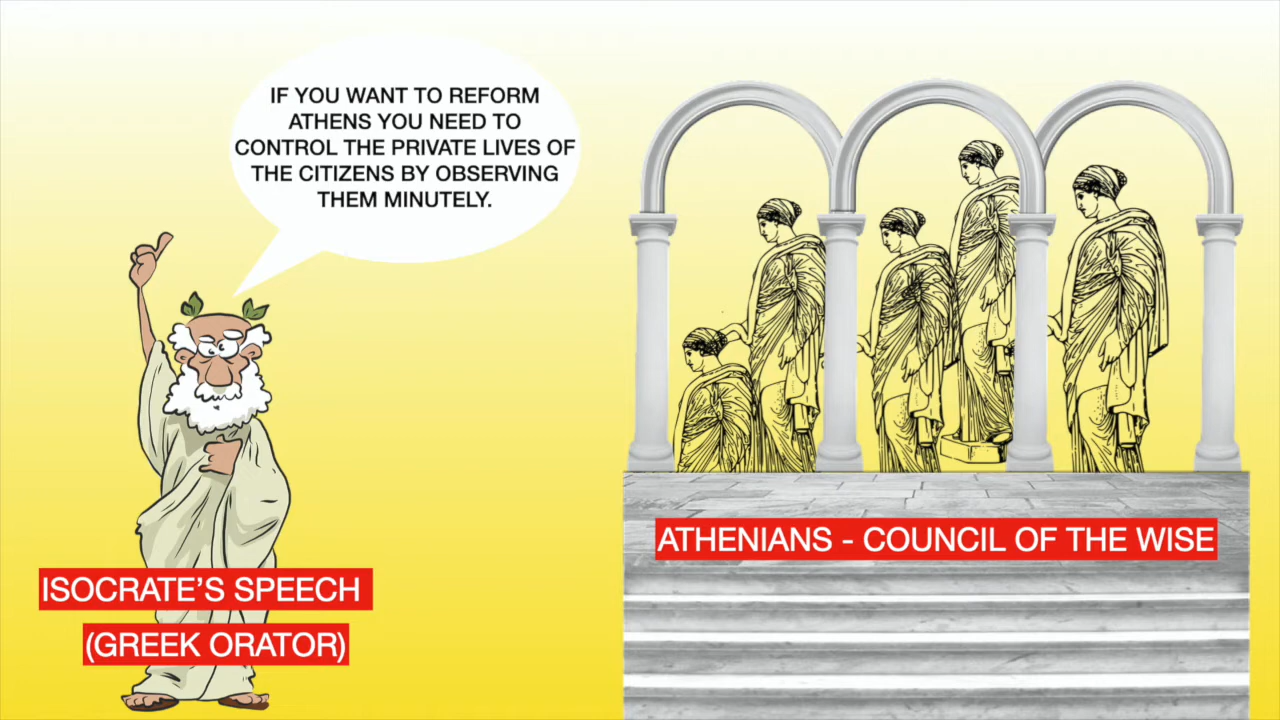 IF YOU WANT TO REFORM
ATHENS YOU NEED TO
CONTROL THE PRIVATE LIVES OF
THE CITIZENS BY OBSERVING
THEM MINUTELY.
ATHENIANS - COUNCIL OF THE WISE
ISOCRATE’S SPEECH
(GREEK ORATOR)